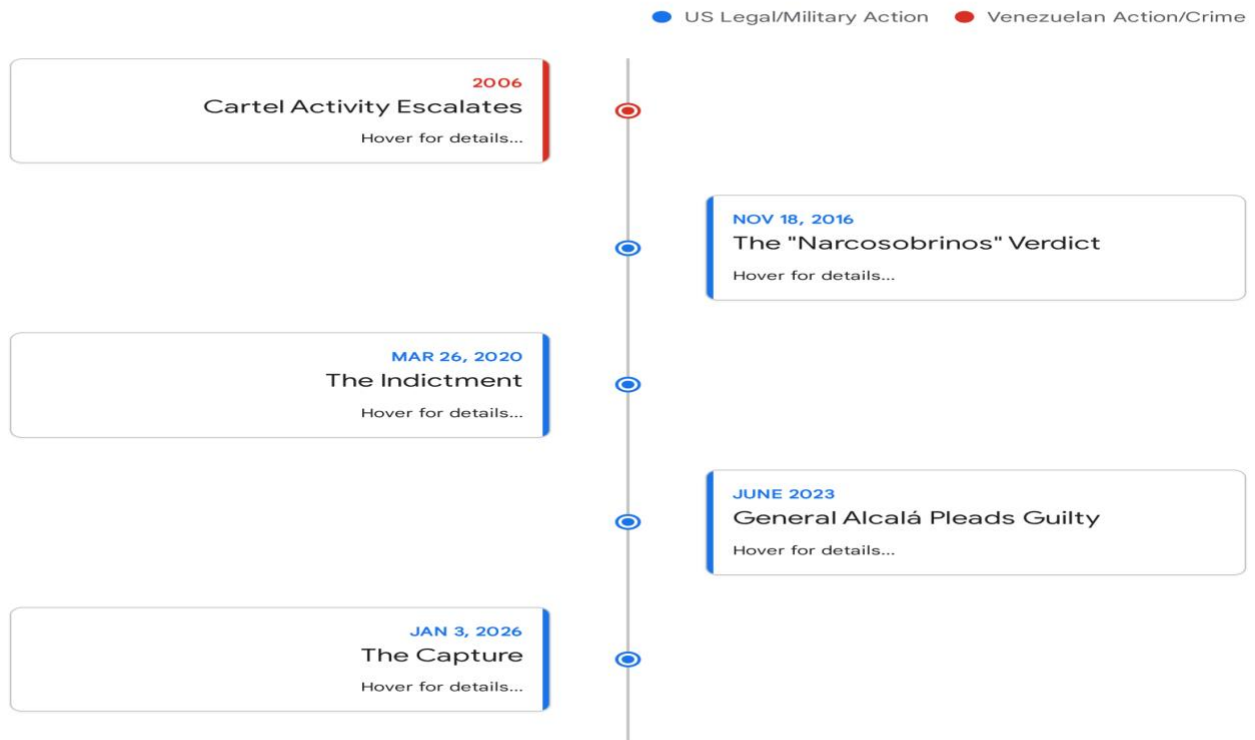 US Legal/Military Action
Venezuelan Action/Crime
2006
Cartel Activity Escalates
Hover for details...
NOV 18, 2016
The "Narcosobrinos" Verdict
Hover for details...
MAR 26, 2020
The Indictment
Hover for details...
JUNE 2023
General Alcalá Pleads Guilty
Hover for details...
JAN 3, 2026
The Capture
Hover for details...